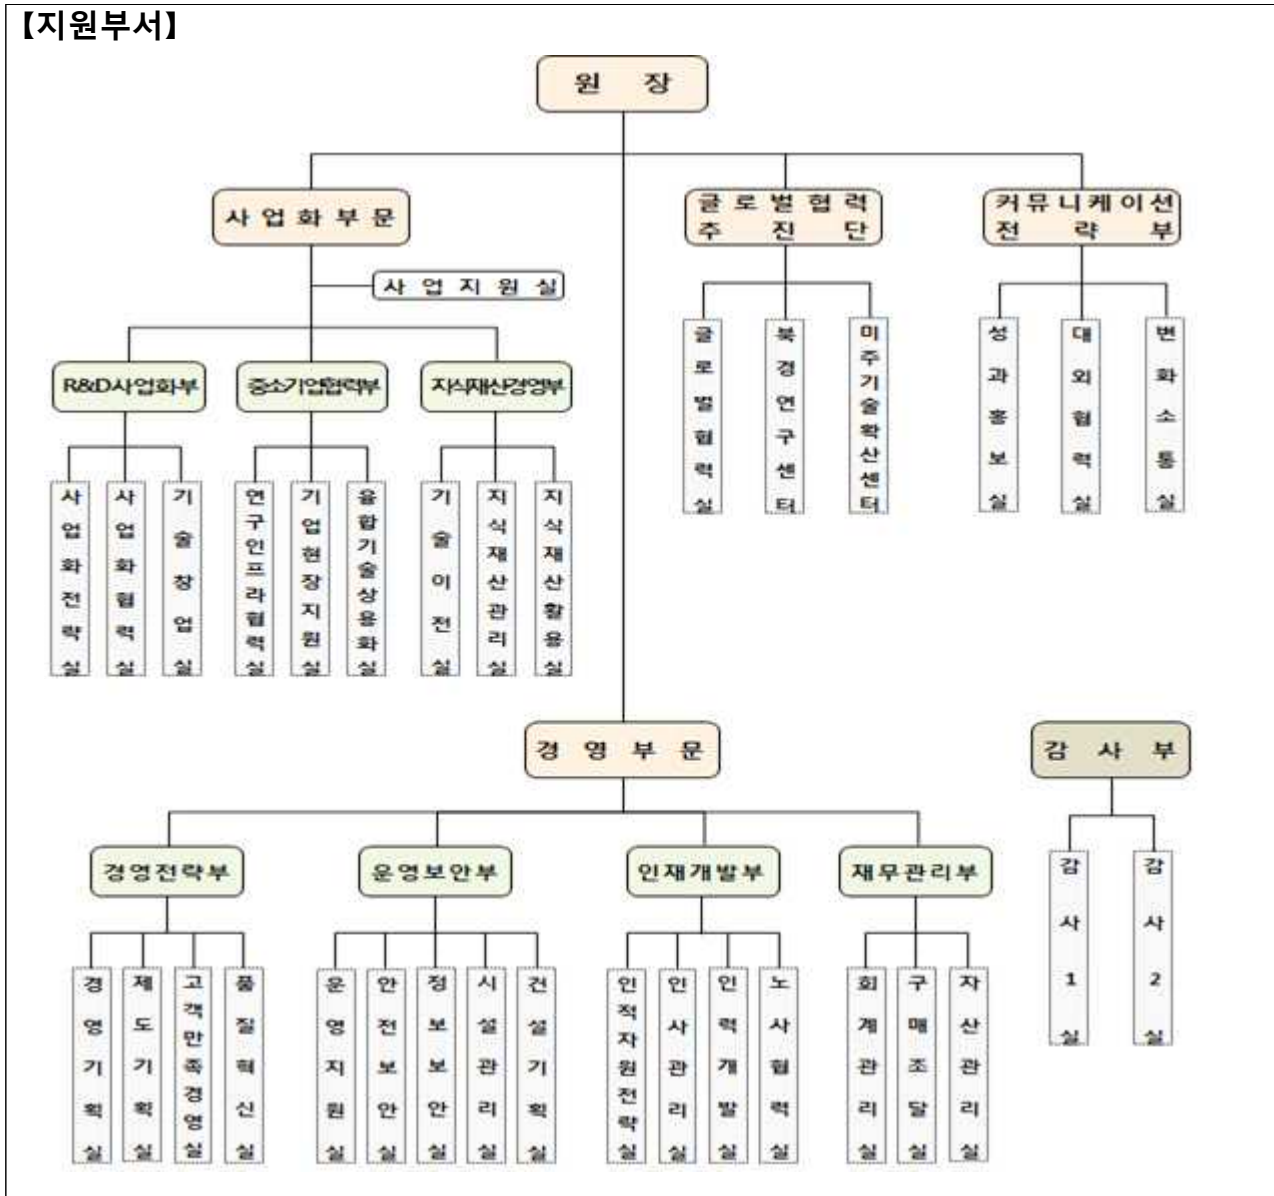 【지원부서】
원 장
사업화부문
글로벌협력
추진단
커뮤니케이션
전략부
사업지원실
글로벌협력실
북경연구센터
미주기술확산센터
성과홍보실
대외협력실
변화소통실
R&D사업화부
중소기업협력부
지식재산경영부
사업화전략실
사업화협력실
기술창업실
연구인프라협력실
기업현장지원실
융합기술상용화실
기술이전실
지식재산관리실
지식재산활용실
경영부문
감사부
경영전략부
운영보안부
인재개발부
재무관리부
감사1실
감사2실
경영기획실
제도기획실
고객만족경영실
품질혁신실
운영지원실
안전보안실
정보보안실
시설관리실
건설기획실
인적자원전략실
인사관리실
인력개발실
노사협력실
회계관리실
구매조달실
자산관리실